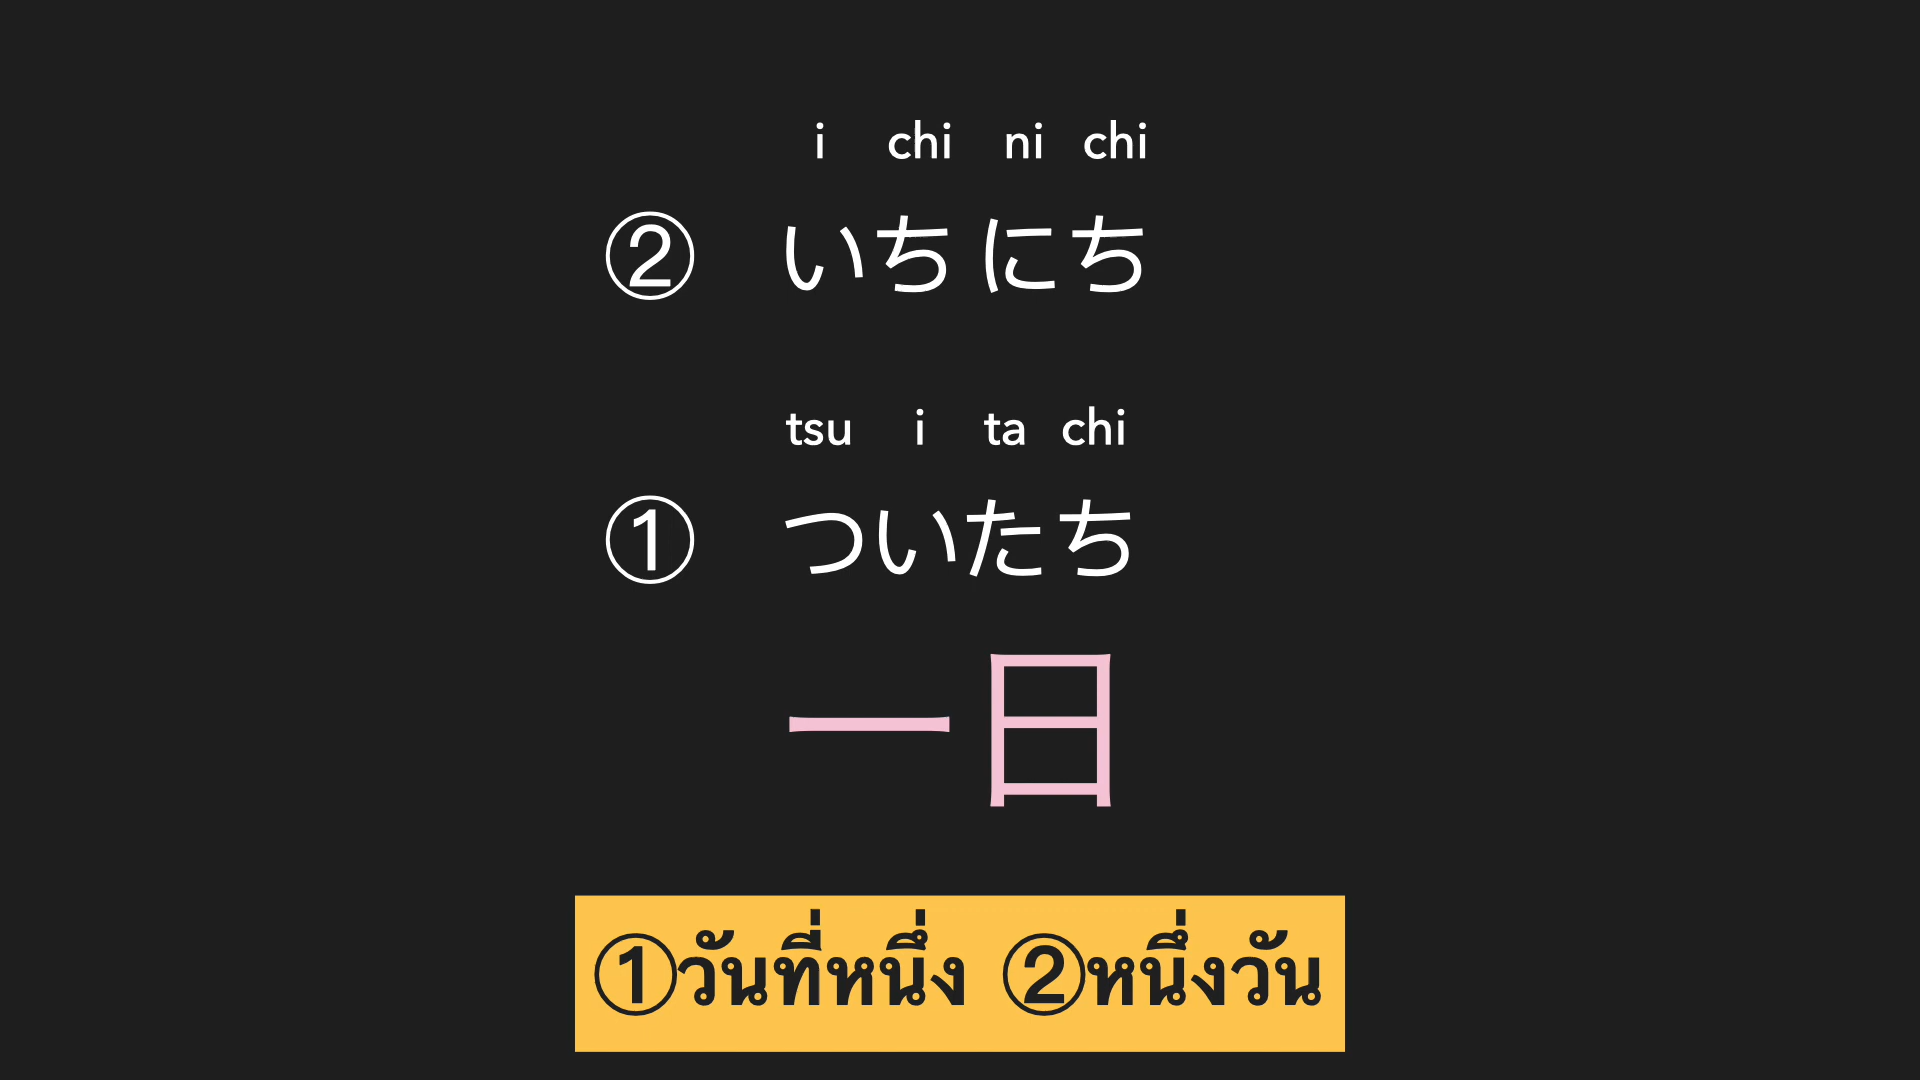 i chi ni chi
② いちにち
tsu i ta chi
① ついたち
一日
①วันที่หนึ่ง ②หนึ่งวัน